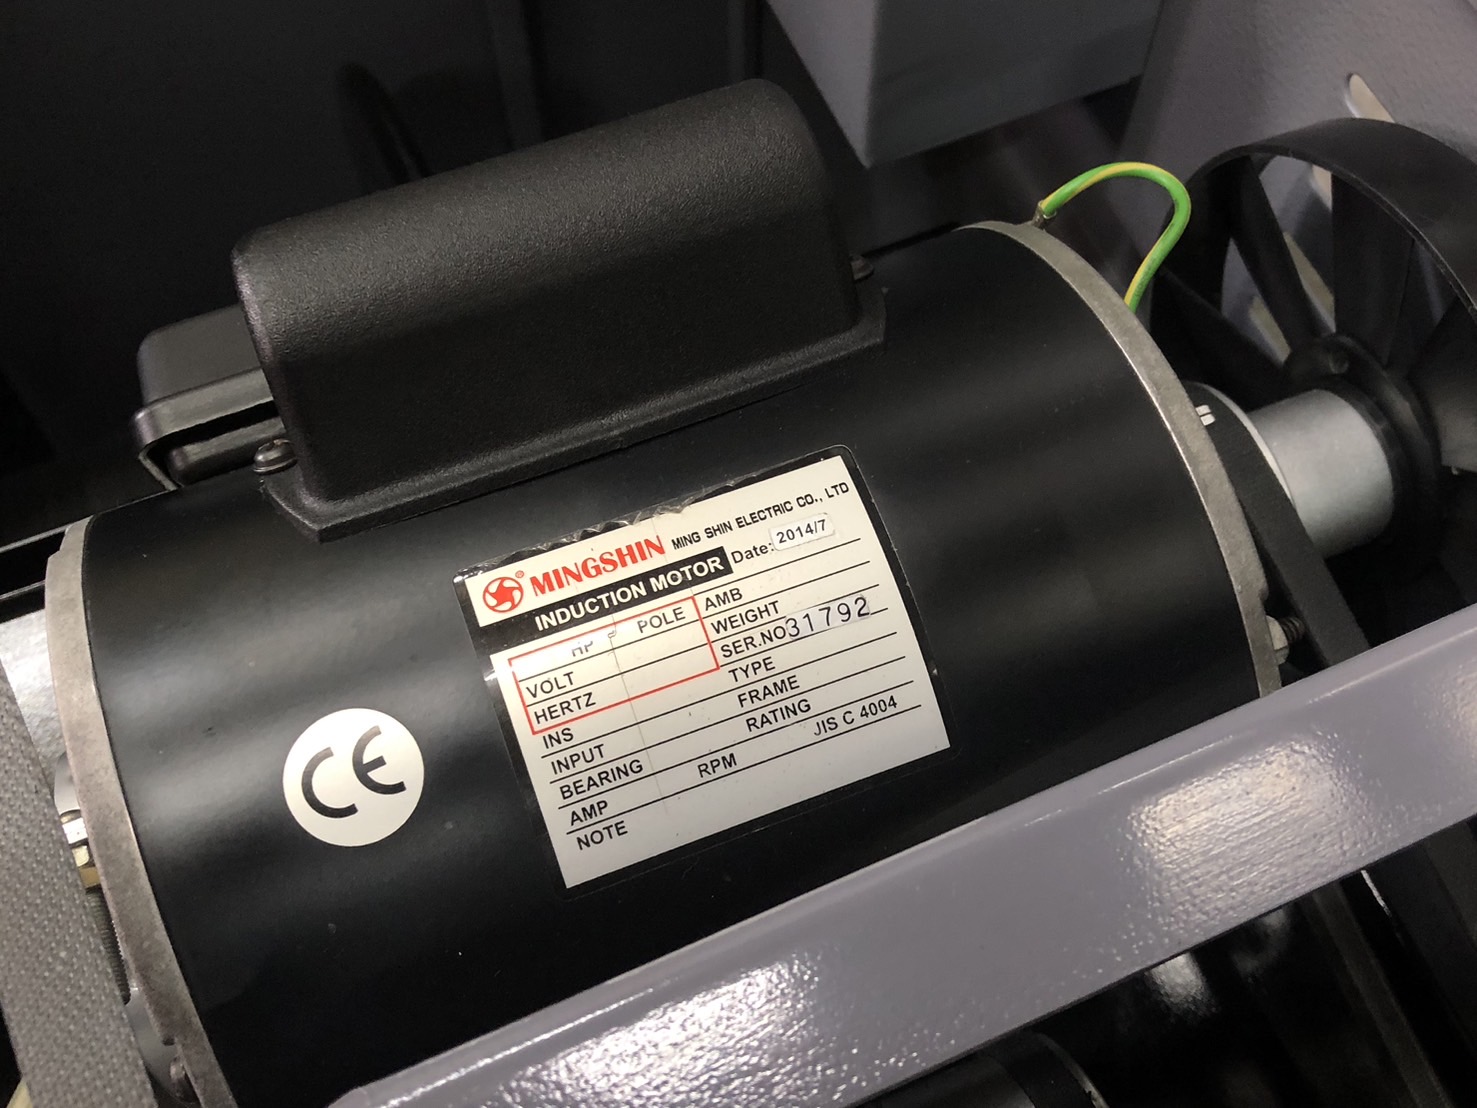 MINGSHIN® MING SHIN ELECTRIC CO., LTD
INDUCTION MOTOR Date: 2014/7
HP POLE AMB
VOLT WEIGHT
HERTZ SER.NO 31792
INS TYPE
INPUT FRAME
BEARING RATING
AMP RPM JIS C 4004
NOTE
CE